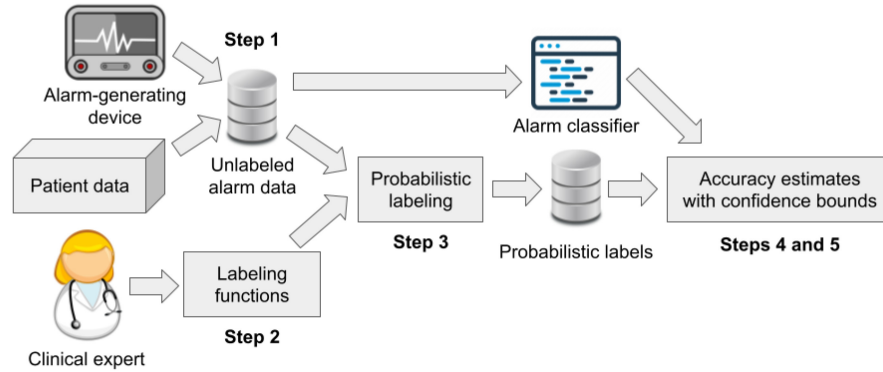 Step 1
Alarm-generating
device
Alarm classifier
Patient data
Unlabeled
alarm data
Probabilistic
labeling
Step 3
Probabilistic labels
Accuracy estimates
with confidence bounds
Steps 4 and 5
Labeling
functions
Step 2
Clinical expert